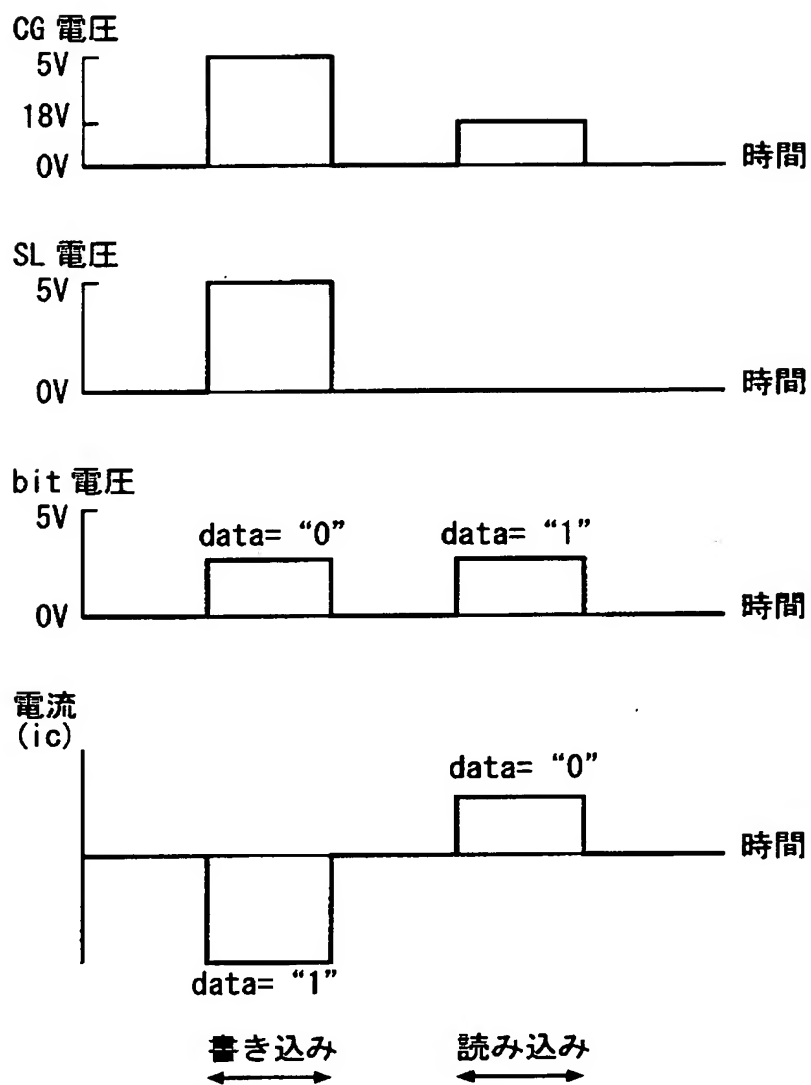 CG 電圧
5V
18V
0V
時間
SL 電圧
5V
0V
時間
bit 電圧
5V
data= “0” data= “1”
0V
時間
電流
(ic)
data= “0”
時間
data= “1”
書き込み 読み込み